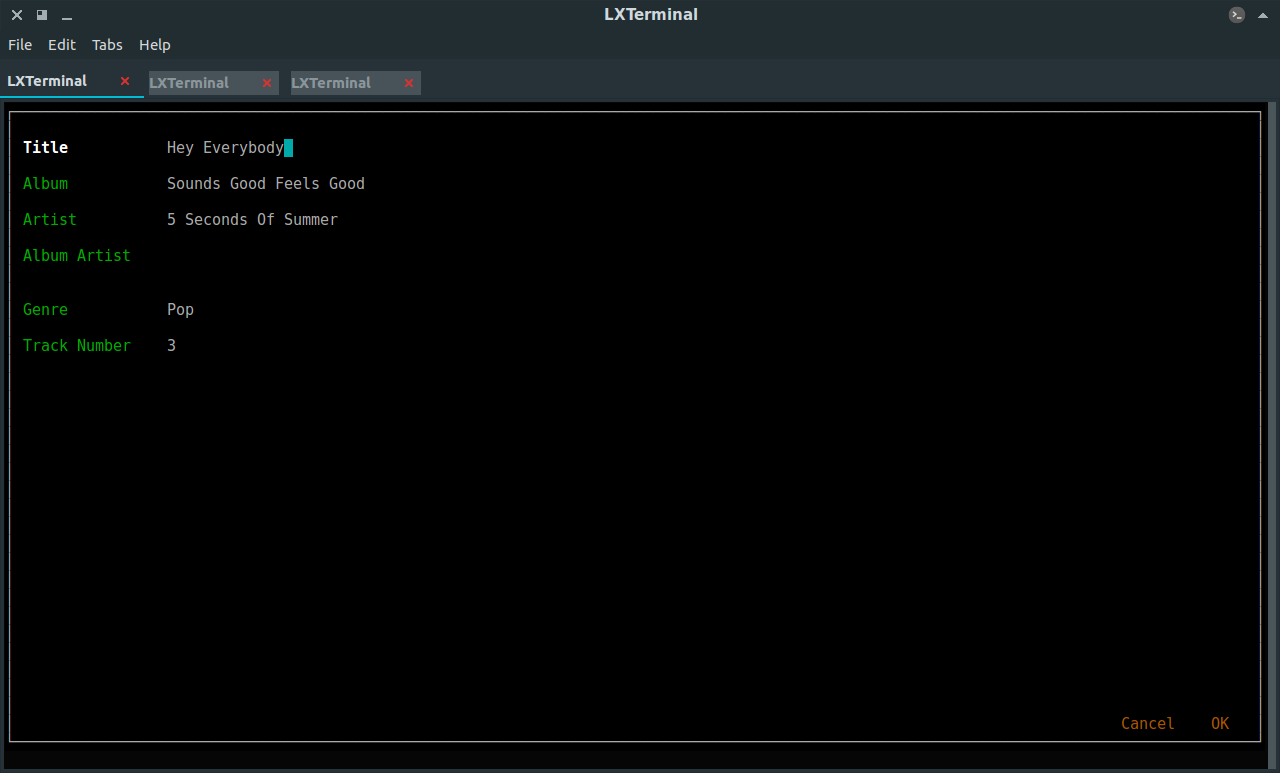 LXTerminal
File Edit Tabs Help
LXTerminal LXTerminal LXTerminal
Title Hey Everybody
Album Sounds Good Feels Good
Artist 5 Seconds Of Summer
Album Artist
Genre Pop
Track Number 3
Cancel OK